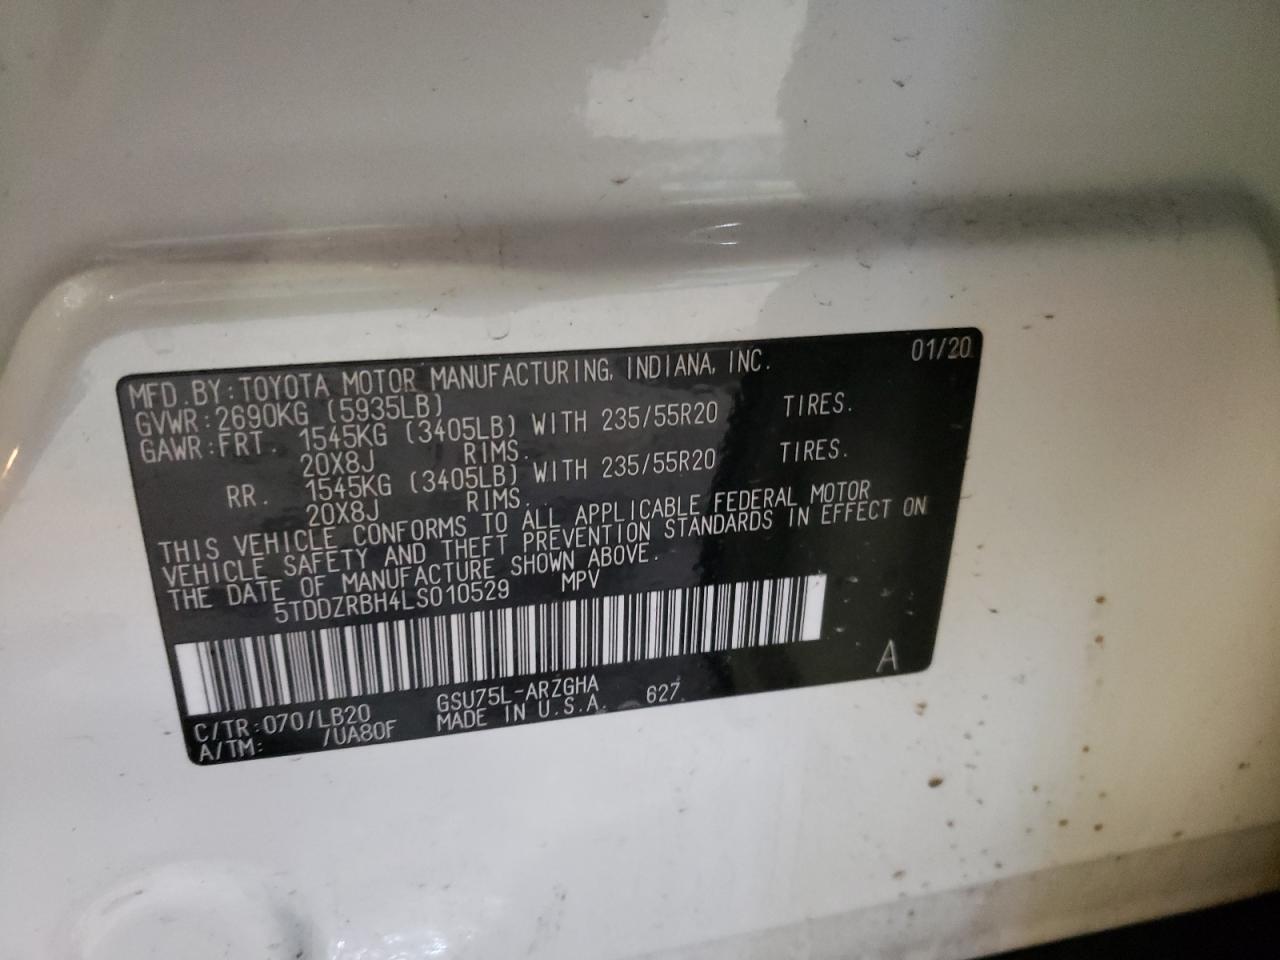 01/20
MFD. BY: TOYOTA MOTOR MANUFACTURING, INDIANA, INC.
GVWR: 2690KG (5935LB)
GAWR: FRT. 1545KG (3405LB) WITH 235/55R20 TIRES.
20X8J RIMS.
RR. 1545KG (3405LB) WITH 235/55R20 TIRES.
20X8J RIMS.
THIS VEHICLE CONFORMS TO ALL APPLICABLE FEDERAL MOTOR
VEHICLE SAFETY AND THEFT PREVENTION STANDARDS IN EFFECT ON
THE DATE OF MANUFACTURE SHOWN ABOVE.
5TDDZRBH4LS010529 MPV
A
C/TR: 070/LB20 GSU75L-ARZGHA
A/TM: /UA80F MADE IN U.S.A. 627